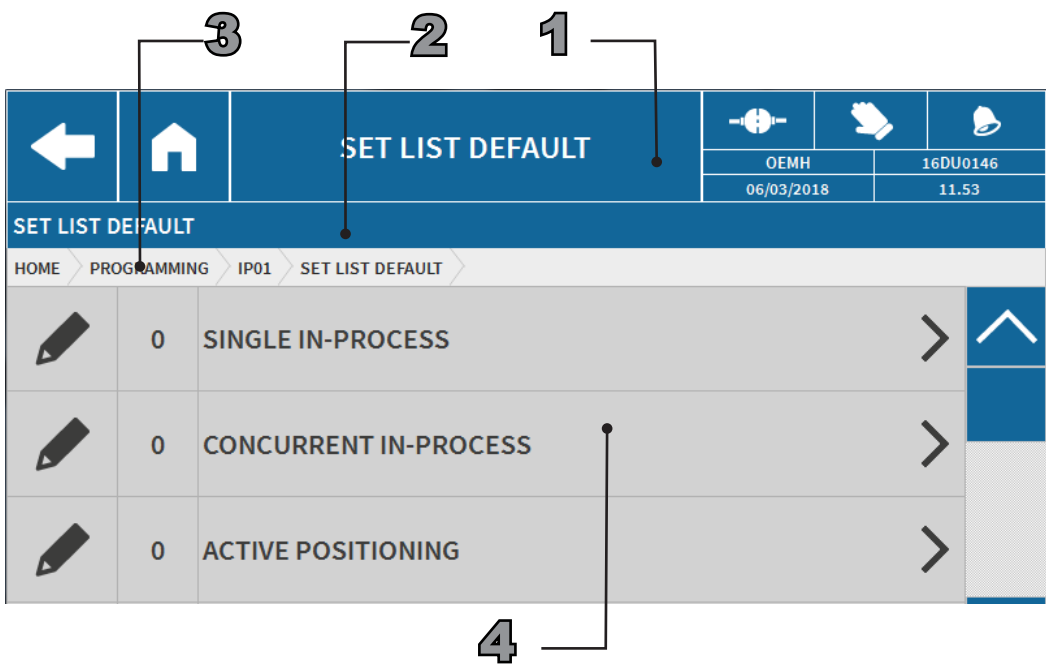 3 2 1
SET LIST DEFAULT
OEMH 16DU0146
06/03/2018 11.53
SET LIST DEFAULT
HOME PROGRAMMING IP01 SET LIST DEFAULT
0 SINGLE IN-PROCESS
0 CONCURRENT IN-PROCESS
0 ACTIVE POSITIONING
4